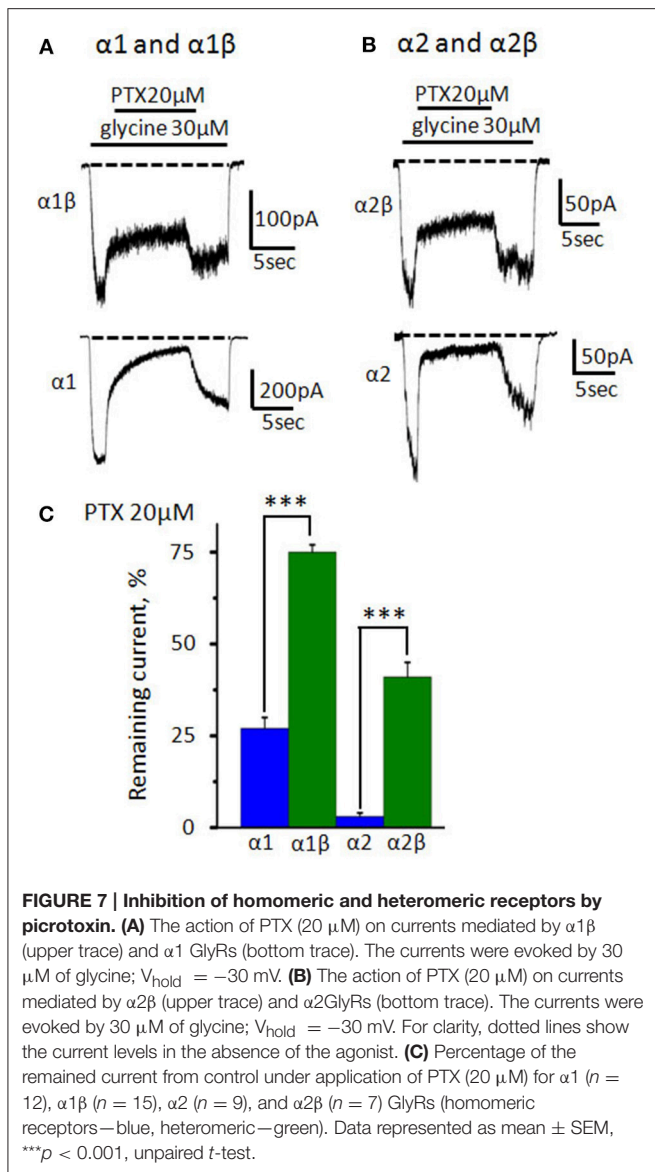 A α1 and α1β
PTX20µM
glycine 30µM
α1β
100pA
5sec
α1
200pA
5sec
B α2 and α2β
PTX20µM
glycine 30µM
α2β
50pA
5sec
α2
50pA
5sec
C PTX 20µM
Remaining current, %
75
50
25
0
***
***
α1 α1β α2 α2β
FIGURE 7 | Inhibition of homomeric and heteromeric receptors by
picrotoxin. (A) The action of PTX (20 µM) on currents mediated by α1β
(upper trace) and α1 GlyRs (bottom trace). The currents were evoked by 30
µM of glycine; Vhold = −30 mV. (B) The action of PTX (20 µM) on currents
mediated by α2β (upper trace) and α2GlyRs (bottom trace). The currents were
evoked by 30 µM of glycine; Vhold = −30 mV. For clarity, dotted lines show
the current levels in the absence of the agonist. (C) Percentage of the
remained current from control under application of PTX (20 µM) for α1 (n =
12), α1β (n = 15), α2 (n = 9), and α2β (n = 7) GlyRs (homomeric
receptors—blue, heteromeric—green). Data represented as mean ± SEM,
***p < 0.001, unpaired t-test.